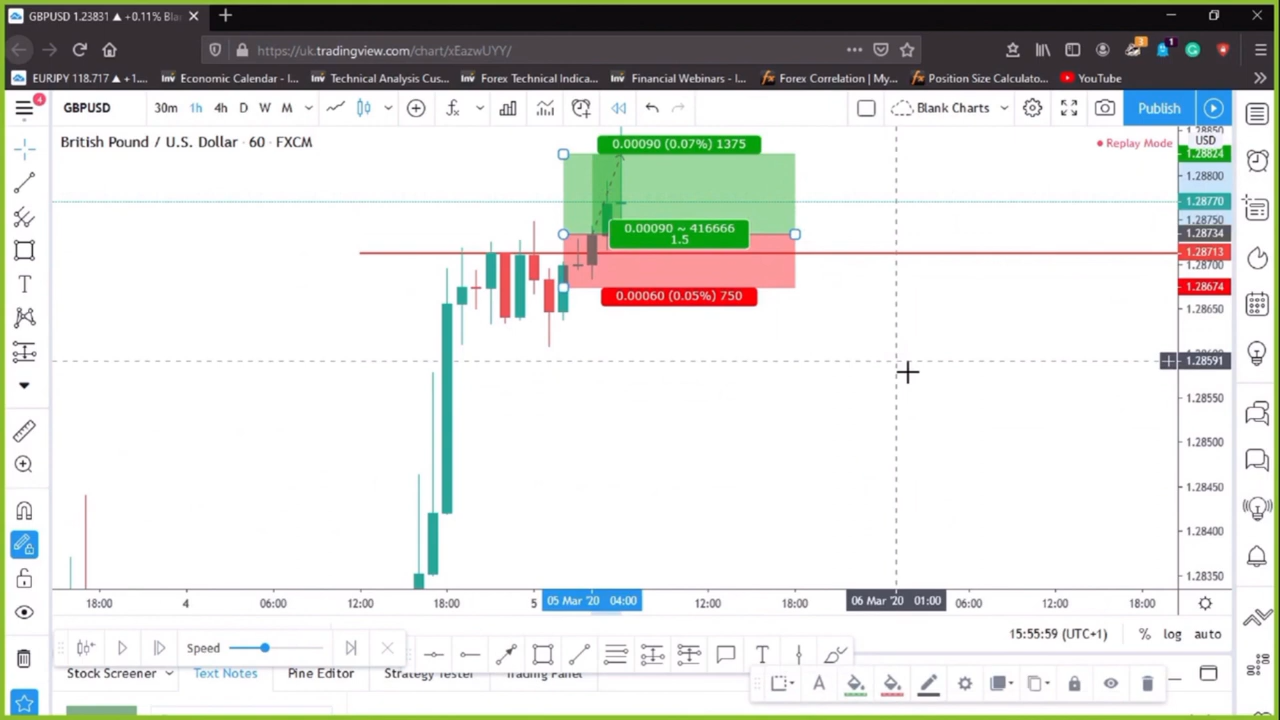 GBPUSD 1.23831 ▲ +0.11% Bla
https://uk.tradingview.com/chart/xEazwUYY/
3 1
EURJPY 118.717 ▲ +1.... Inv Economic Calendar - I... Inv Technical Analysis Cus... Inv Forex Technical Indica... Inv Financial Webinars - I... Forex Correlation | My... Position Size Calculato... YouTube
4
GBPUSD 30m 1h 4h D W M Blank Charts Publish
British Pound / U.S. Dollar · 60 · FXCM
Replay Mode
USD
0.00090 (0.07%) 1375
1.28824
1.28800
1.28770
1.28750
0.00090 ~ 416666
1.5
1.28734
1.28713
1.28700
1.28674
0.00060 (0.05%) 750
1.28650
1.28591
1.28550
1.28500
1.28450
1.28400
1.28350
18:00 4 06:00 12:00 18:00 5 05 Mar '20 04:00 12:00 18:00 06 Mar '20 01:00 06:00 12:00 18:00
15:55:59 (UTC+1) % log auto
Speed
Stock Screener Text Notes Pine Editor Strategy Tester Trading Panel